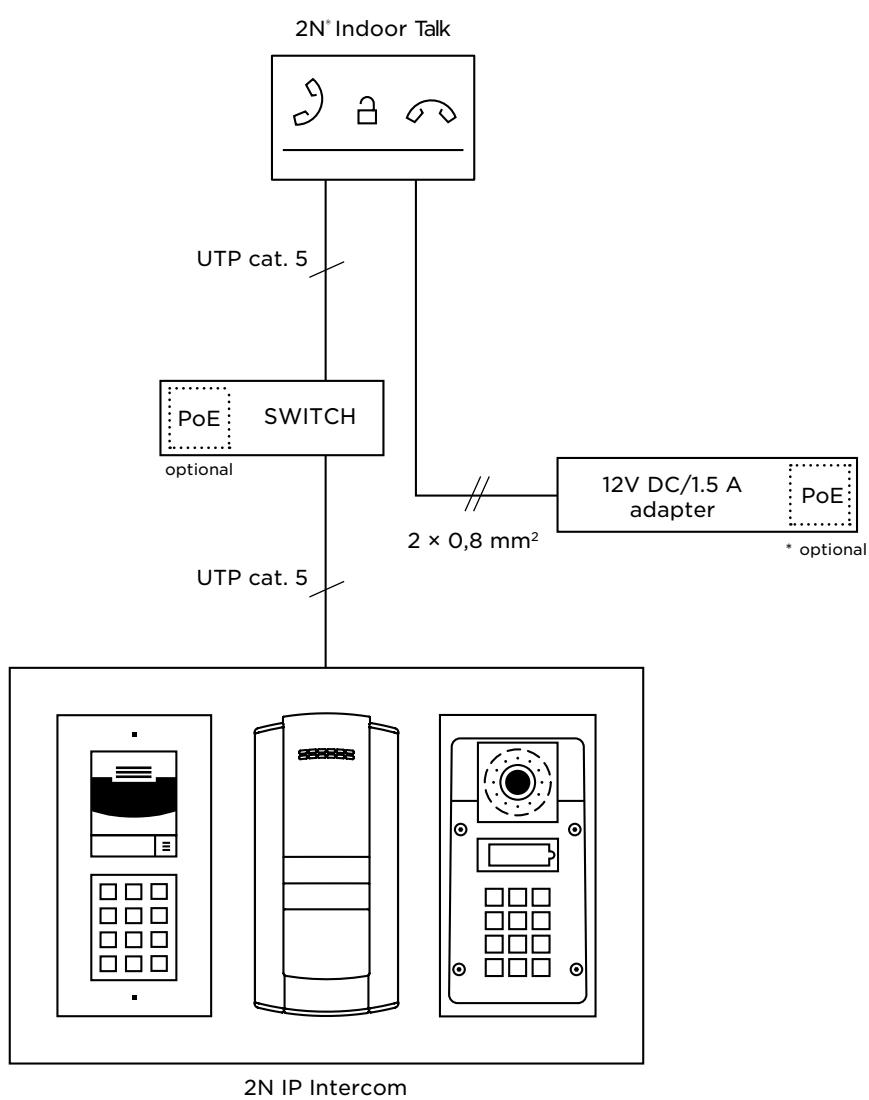 2N® Indoor Talk
UTP cat. 5
PoE SWITCH
optional
12V DC/1.5 A
adapter
PoE
* optional
2 × 0,8 mm²
UTP cat. 5
2N IP Intercom